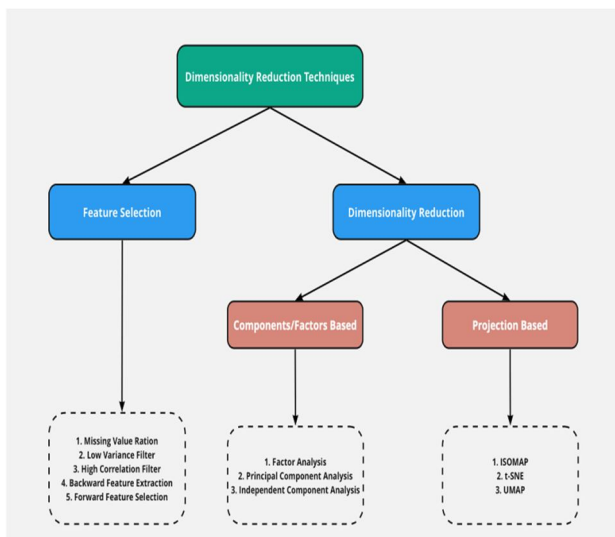 Dimensionality Reduction Techniques
Feature Selection
Dimensionality Reduction
Components/Factors Based
Projection Based
1. Missing Value Ration
2. Low Variance Filter
3. High Correlation Filter
4. Backward Feature Extraction
5. Forward Feature Selection
1. Factor Analysis
2. Principal Component Analysis
3. Independent Component Analysis
1. ISOMAP
2. t-SNE
3. UMAP